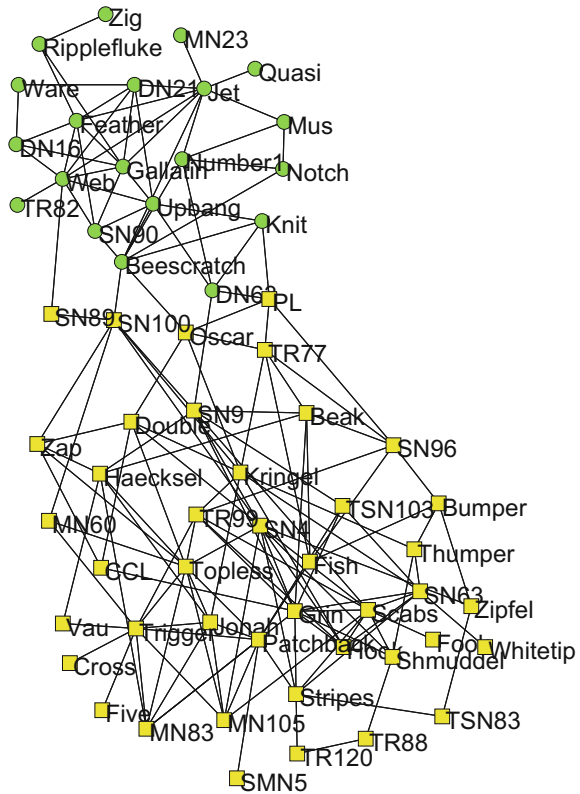 Zig
Ripplefluke
MN23
Quasi
Ware
DN21
Jet
Feather
Mus
DN16
Gallatin
Number1
Notch
Web
TR82
Upbang
SN90
Knit
Beescratch
DN63
PL
SN89
SN100
Oscar
TR77
SN9
Beak
Double
Zap
SN96
Haecksel
Kringel
MN60
TR99
TSN103
Bumper
SN4
Thumper
CCL
Topless
Fish
SN63
Zipfel
Grin
Scabs
Vau
Trigger
Jonah
Patchback
Hook
Foot
Whitetip
Cross
Shmuddel
Stripes
Five
MN83
MN105
TSN83
TR120
TR88
SMN5